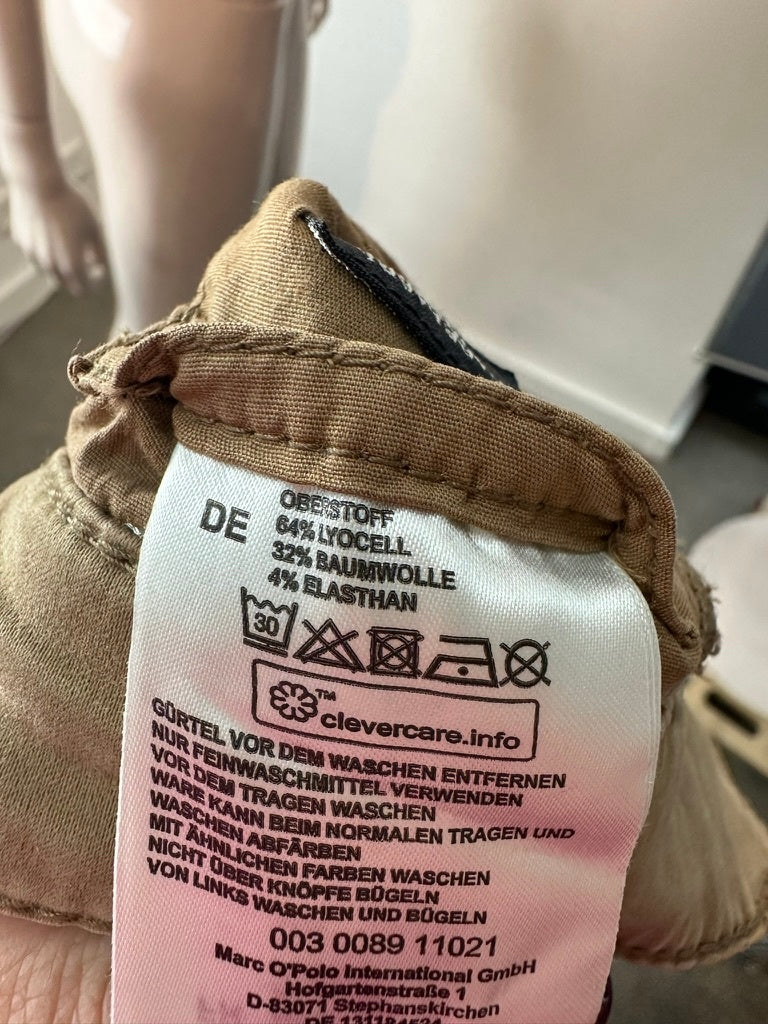 DE
OBERSTOFF
64% LYOCELL
32% BAUMWOLLE
4% ELASTHAN
30
™
clevercare.info
GÜRTEL VOR DEM WASCHEN ENTFERNEN
NUR FEINWASCHMITTEL VERWENDEN
VOR DEM TRAGEN WASCHEN
WARE KANN BEIM NORMALEN TRAGEN UND
WASCHEN ABFÄRBEN
MIT ÄHNLICHEN FARBEN WASCHEN
NICHT ÜBER KNÖPFE BÜGELN
VON LINKS WASCHEN UND BÜGELN
003 0089 11021
Marc O'Polo International GmbH
Hofgartenstraße 1
D-83071 Stephanskirchen